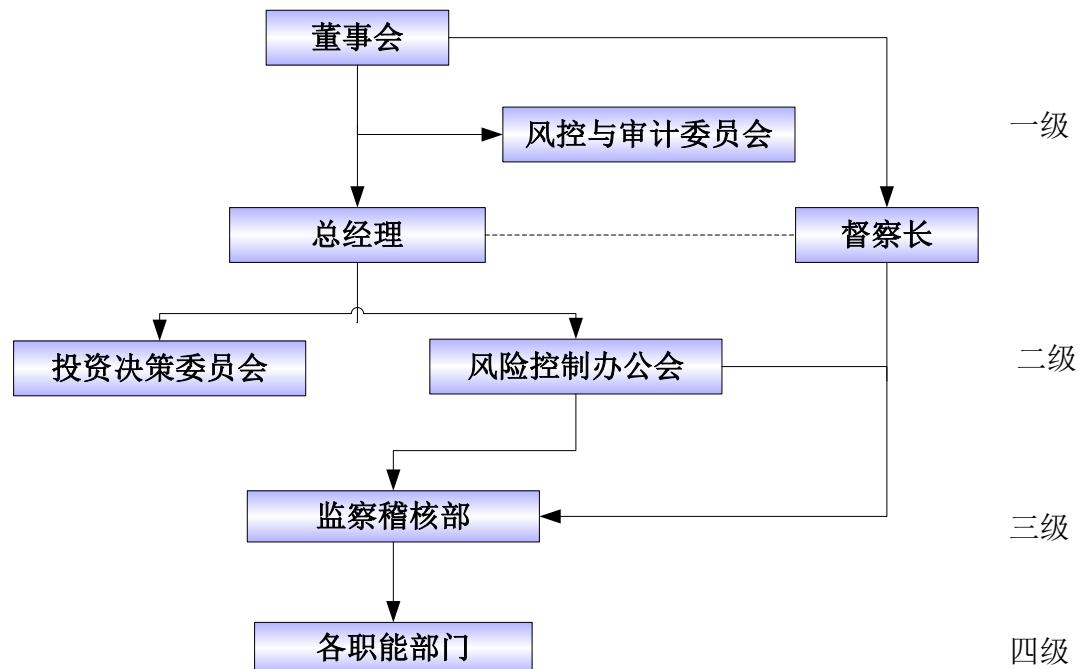 董事会
风控与审计委员会
一级
总经理
督察长
投资决策委员会
风险控制办公会
二级
监察稽核部
三级
各职能部门
四级